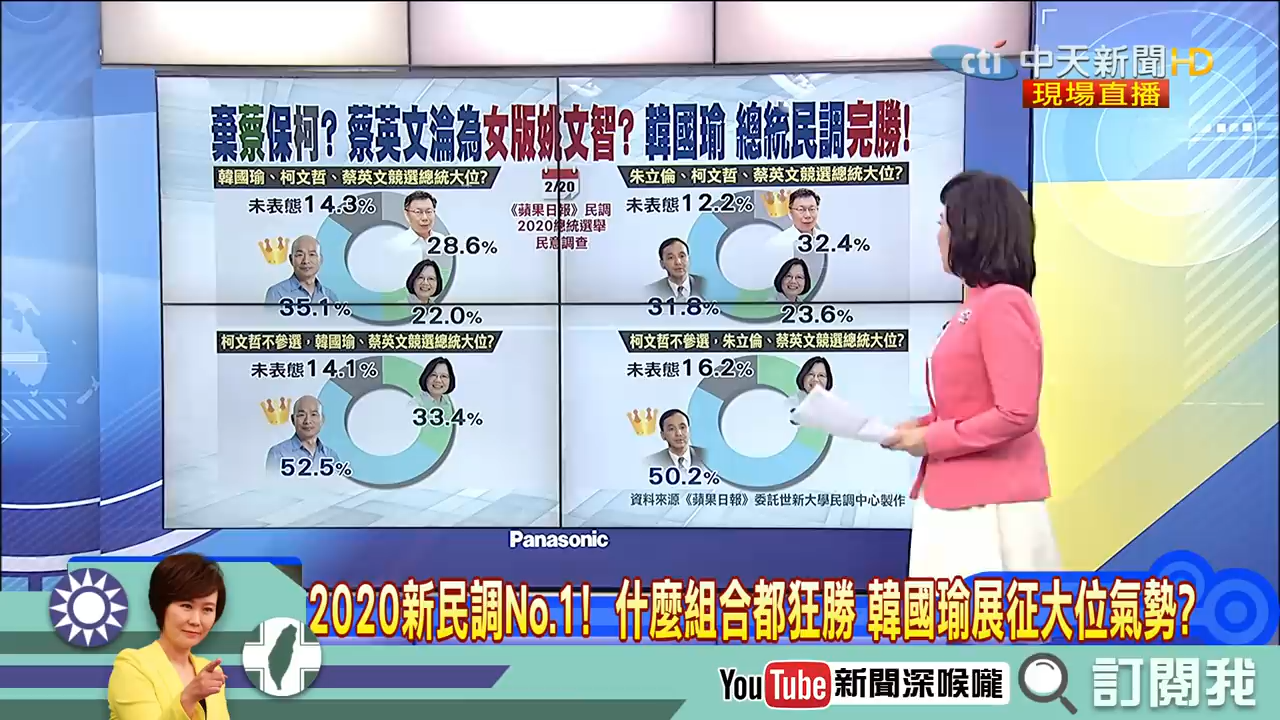 cti 中天新聞HD
現場直播
棄蔡保柯? 蔡英文淪為女版姚文智? 韓國瑜 總統民調完勝!
韓國瑜、柯文哲、蔡英文競選總統大位?
未表態14.3%
28.6%
35.1%
22.0%
2/20
《蘋果日報》民調
2020總統選舉
民意調查
朱立倫、柯文哲、蔡英文競選總統大位?
未表態12.2%
32.4%
31.8%
23.6%
柯文哲不參選，韓國瑜、蔡英文競選總統大位?
未表態14.1%
33.4%
52.5%
柯文哲不參選，朱立倫、蔡英文競選總統大位?
未表態16.2%
50.2%
資料來源《蘋果日報》委託世新大學民調中心製作
Panasonic
2020新民調No.1! 什麼組合都狂勝 韓國瑜展征大位氣勢?
YouTube 新聞深喉嚨 訂閱我